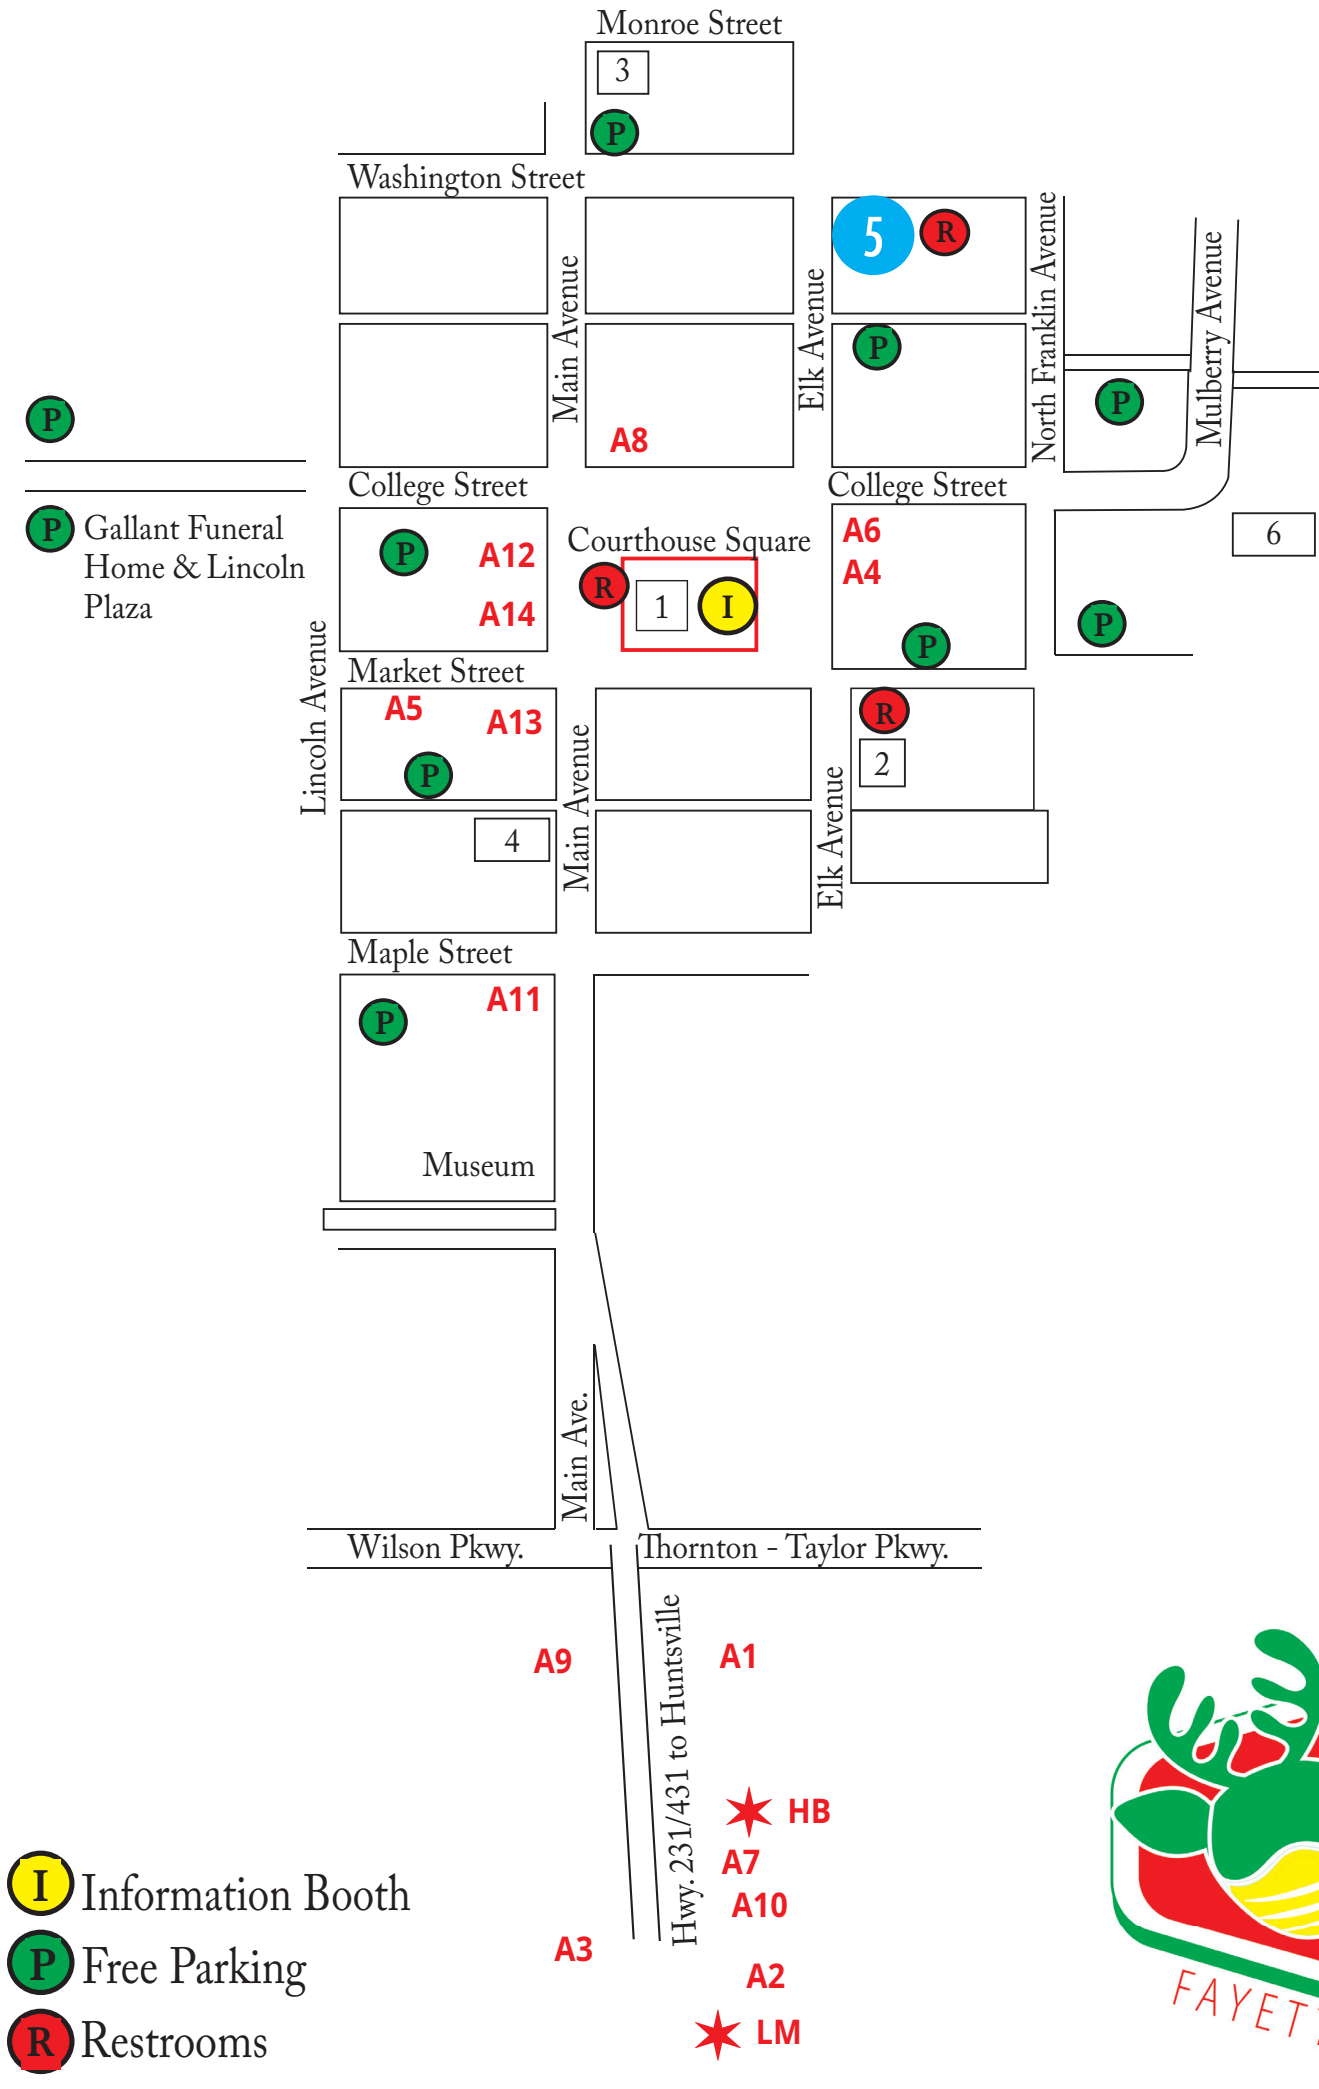 Monroe Street
3
P
Washington Street
5
R
Main Avenue
Elk Avenue
North Franklin Avenue
Mulberry Avenue
P
P
P
A8
College Street
College Street
P
Gallant Funeral
Home & Lincoln
Plaza
P
A12
A14
Courthouse Square
R
1
I
A6
A4
P
P
6
Lincoln Avenue
Market Street
A5
A13
P
Main Avenue
R
2
Elk Avenue
4
Maple Street
P
A11
Museum
Main Ave.
Wilson Pkwy.
Thornton - Taylor Pkwy.
Hwy. 231/431 to Huntsville
A9
A1
HB
A7
A10
A3
A2
LM
I Information Booth
P Free Parking
R Restrooms
FAYET